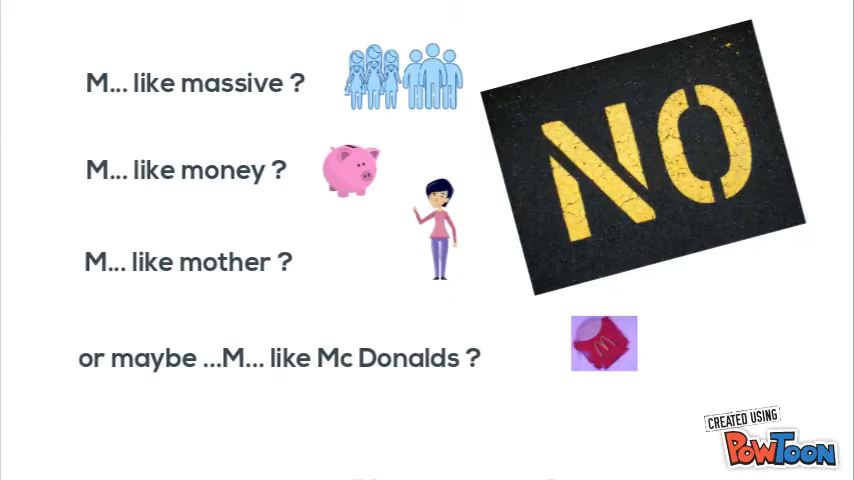 M... like massive ?
M... like money ?
M... like mother ?
or maybe ...M... like Mc Donalds ?
NO
M
CREATED USING
POWTOON